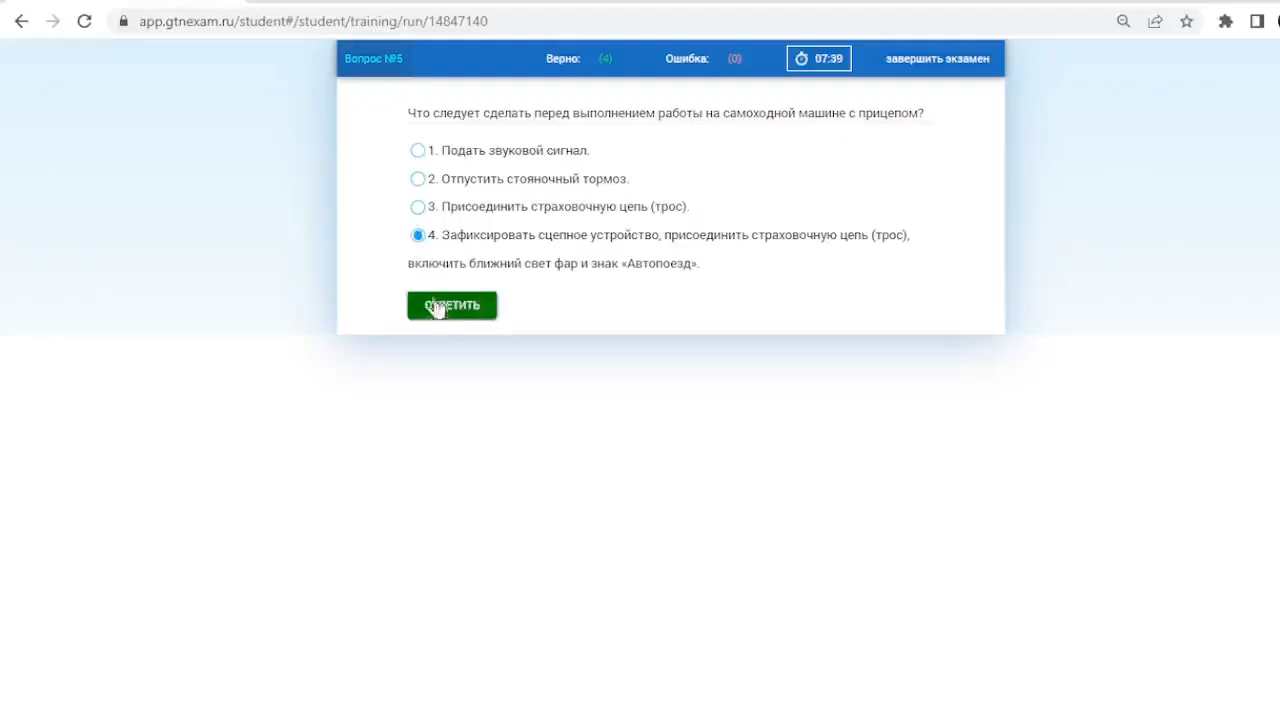 app.gtnexam.ru/student#/student/training/run/14847140
Вопрос №5 Верно: (4) Ошибка: (0) 07:39 завершить экзамен
Что следует сделать перед выполнением работы на самоходной машине с прицепом?
1. Подать звуковой сигнал.
2. Отпустить стояночный тормоз.
3. Присоединить страховочную цепь (трос).
4. Зафиксировать сцепное устройство, присоединить страховочную цепь (трос),
включить ближний свет фар и знак «Автопоезд».
ОТВЕТИТЬ